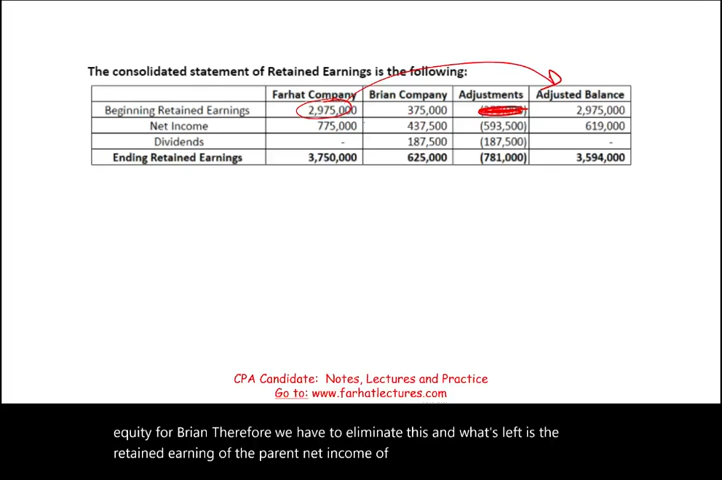 The consolidated statement of Retained Earnings is the following:
Farhat Company Brian Company Adjustments Adjusted Balance
Beginning Retained Earnings 2,975,000 375,000 2,975,000
Net Income 775,000 437,500 (593,500) 619,000
Dividends - 187,500 (187,500) -
Ending Retained Earnings 3,750,000 625,000 (781,000) 3,594,000
CPA Candidate: Notes, Lectures and Practice
Go to: www.farhatlectures.com
equity for Brian Therefore we have to eliminate this and what's left is the
retained earning of the parent net income of